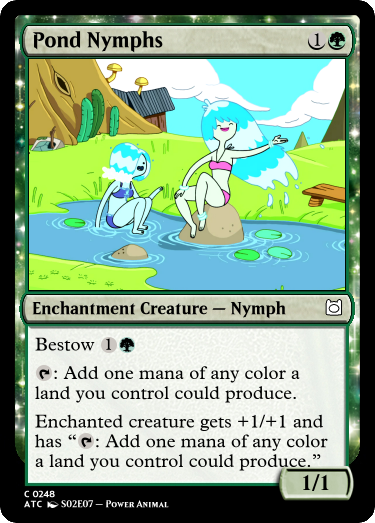 Pond Nymphs 1
Enchantment Creature — Nymph
Bestow 1
: Add one mana of any color a
land you control could produce.
Enchanted creature gets +1/+1 and
has “: Add one mana of any color
a land you control could produce.”
1/1
C 0248
ATC S02E07 – Power Animal